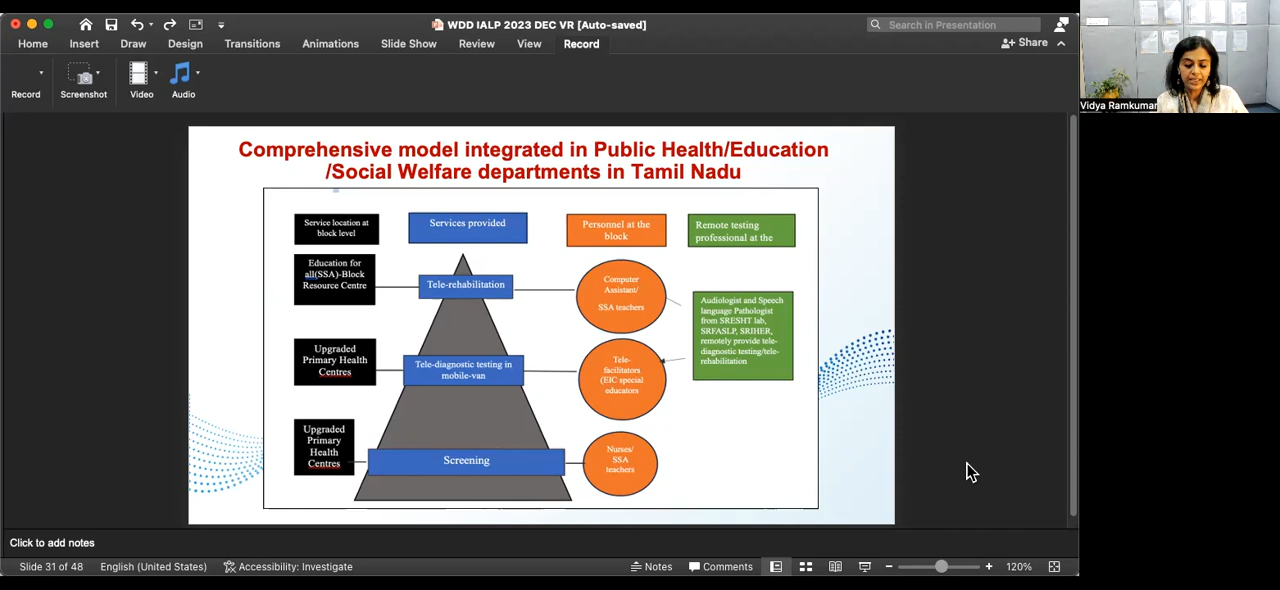 WDD IALP 2023 DEC VR [Auto-saved]
Search in Presentation
Home Insert Draw Design Transitions Animations Slide Show Review View Record
Share
Record Screenshot Video Audio
Vidya Ramkumar
Comprehensive model integrated in Public Health/Education
/Social Welfare departments in Tamil Nadu
Service location at
block level
Services provided
Personnel at the
block
Remote testing
professional at the
Education for
all(SSA)-Block
Resource Centre
Tele-rehabilitation
Computer
Assistant/
SSA teachers
Audiologist and Speech
language Pathologist
from SRESHT lab,
SRFASLP, SRIHER,
remotely provide tele-
diagnostic testing/tele-
rehabilitation
Upgraded
Primary Health
Centres
Tele-diagnostic testing in
mobile-van
Tele-
facilitators
(EIC special
educators
Upgraded
Primary
Health
Centres
Screening
Nurses/
SSA
teachers
Click to add notes
Slide 31 of 48 English (United States) Accessibility: Investigate Notes Comments 120%